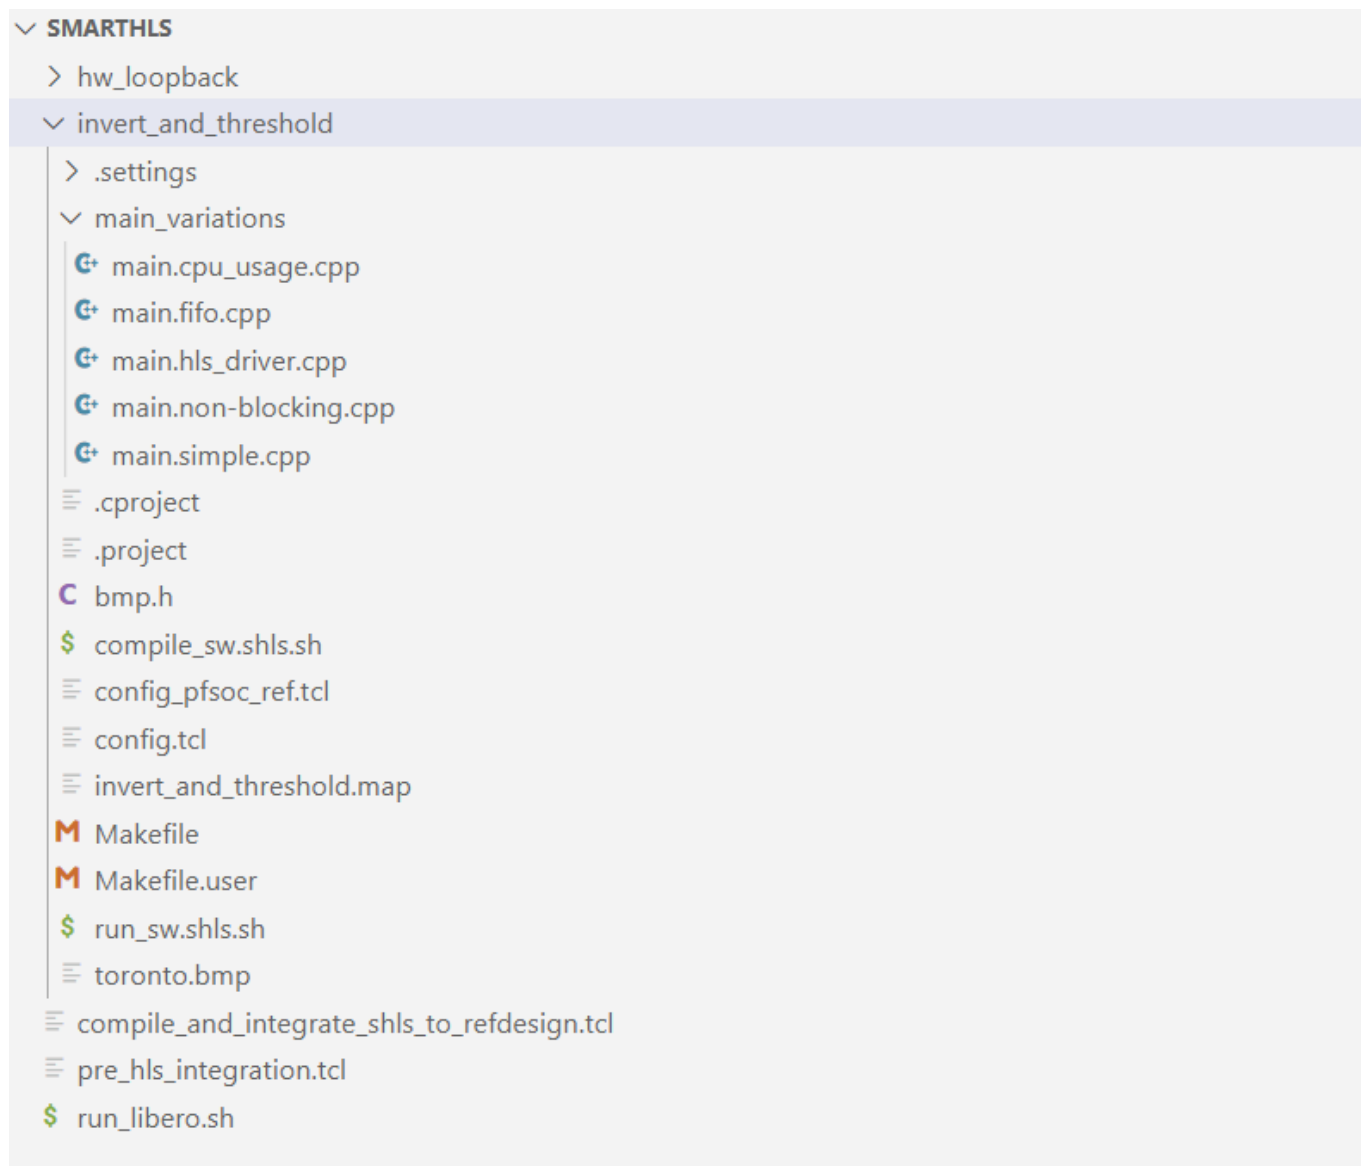 SMARTHLS
hw_loopback
invert_and_threshold
.settings
main_variations
main.cpu_usage.cpp
main.fifo.cpp
main.hls_driver.cpp
main.non-blocking.cpp
main.simple.cpp
.cproject
.project
C bmp.h
$ compile_sw.shls.sh
config_pfsoc_ref.tcl
config.tcl
invert_and_threshold.map
M Makefile
M Makefile.user
$ run_sw.shls.sh
toronto.bmp
compile_and_integrate_shls_to_refdesign.tcl
pre_hls_integration.tcl
$ run_libero.sh